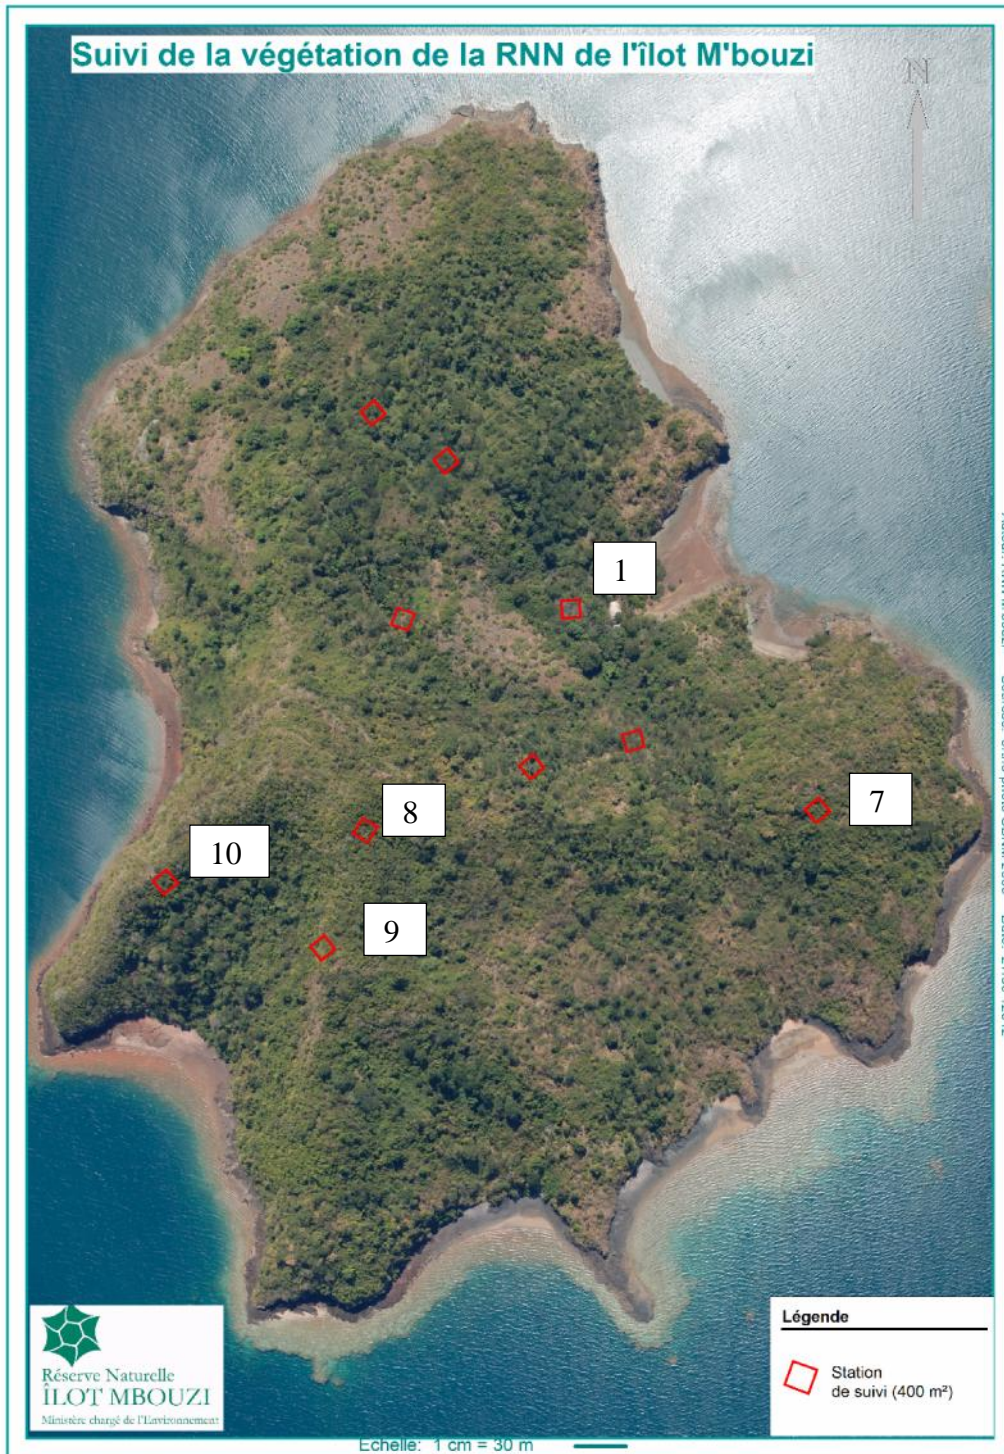 Suivi de la végétation de la RNN de l'îlot M'bouzi
N
1
7
8
10
9
Légende
Station
de suivi (400 m²)
Réserve Naturelle
ÎLOT MBOUZI
Ministère chargé de l'Environnement
Echelle: 1 cm = 30 m